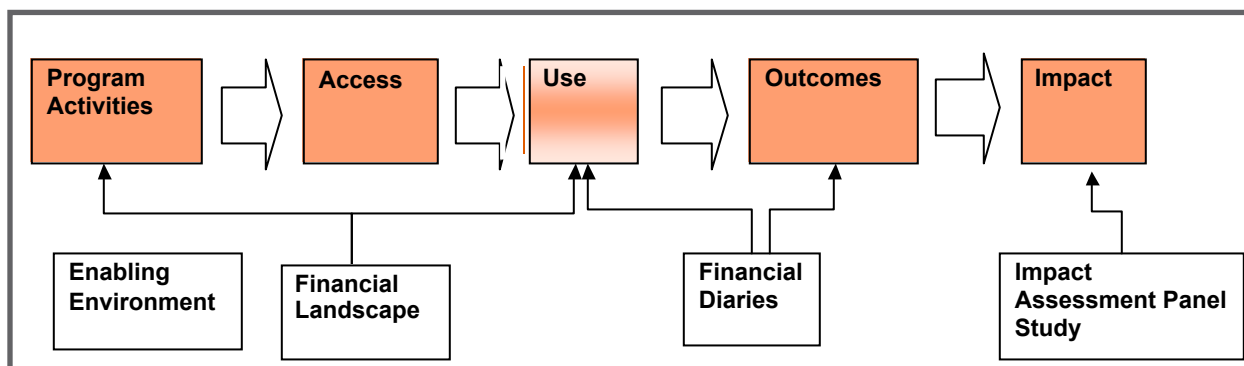 Program
Activities
Access
Use
Outcomes
Impact
Enabling
Environment
Financial
Landscape
Financial
Diaries
Impact
Assessment Panel
Study